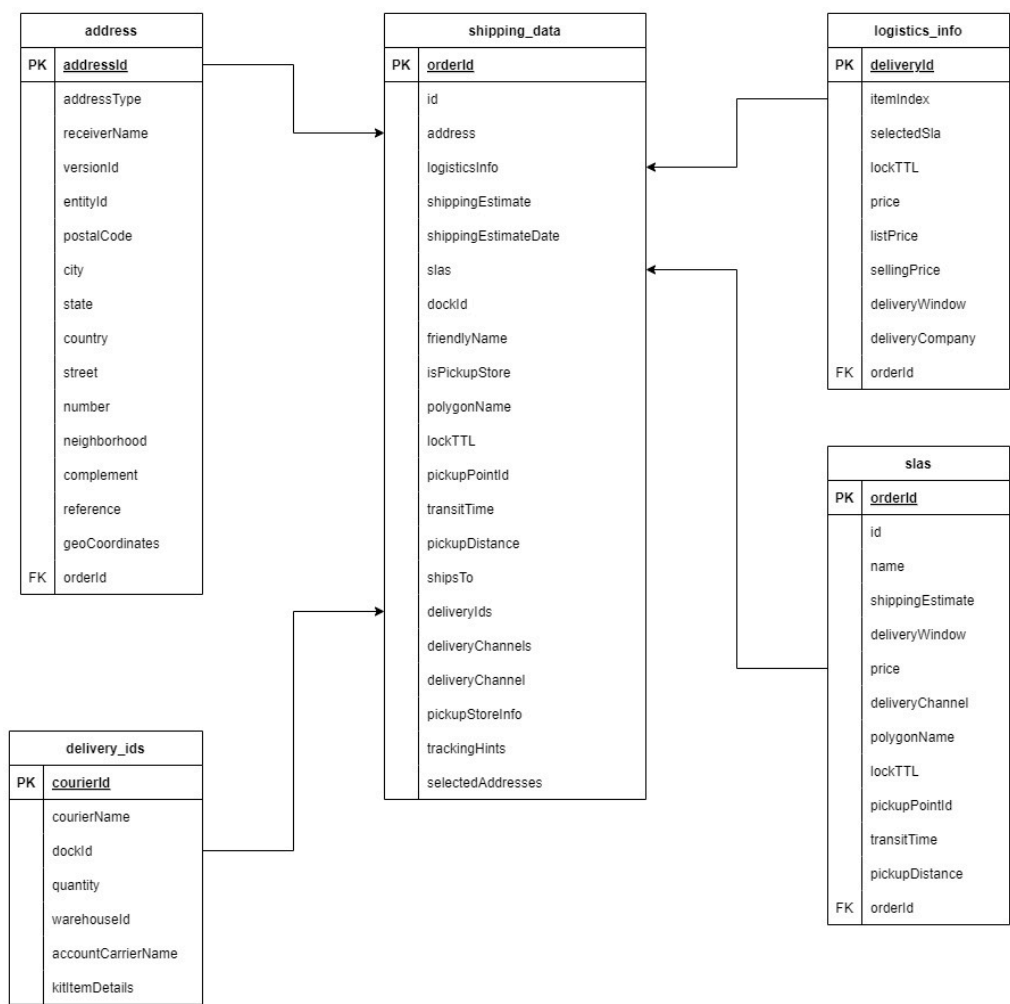 address
PK addressId
addressType
receiverName
versionId
entityId
postalCode
city
state
country
street
number
neighborhood
complement
reference
geoCoordinates
FK orderId
shipping_data
PK orderId
id
address
logisticsInfo
shippingEstimate
shippingEstimateDate
slas
dockId
friendlyName
isPickupStore
polygonName
lockTTL
pickupPointId
transitTime
pickupDistance
shipsTo
deliveryIds
deliveryChannels
deliveryChannel
pickupStoreInfo
trackingHints
selectedAddresses
logistics_info
PK deliveryId
itemIndex
selectedSla
lockTTL
price
listPrice
sellingPrice
deliveryWindow
deliveryCompany
FK orderId
slas
PK orderId
id
name
shippingEstimate
deliveryWindow
price
deliveryChannel
polygonName
lockTTL
pickupPointId
transitTime
pickupDistance
FK orderId
delivery_ids
PK courierId
courierName
dockId
quantity
warehouseId
accountCarrierName
kitItemDetails